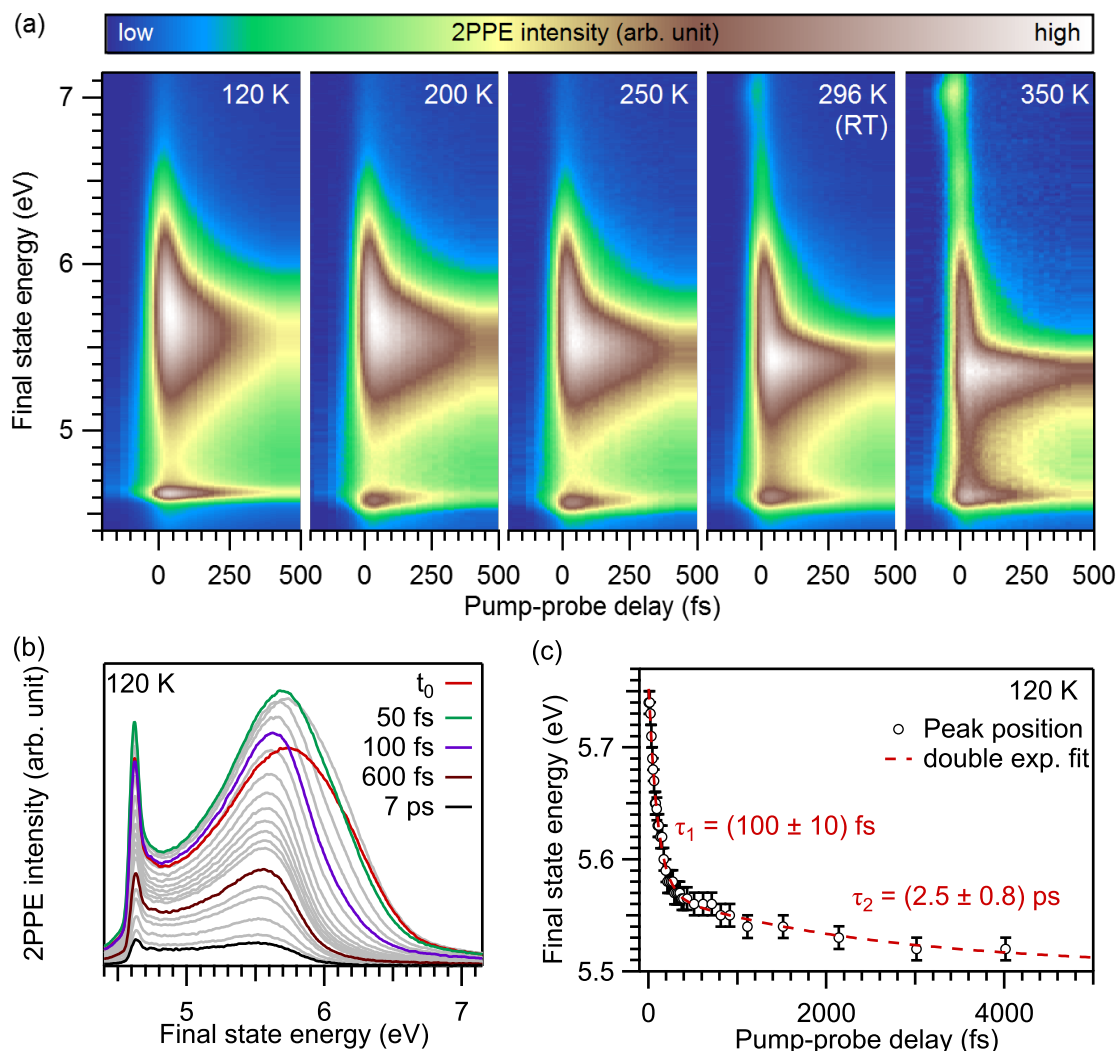 (a)
low 2PPE intensity (arb. unit) high
120 K 200 K 250 K 296 K 350 K
(RT)
7
6
5
Final state energy (eV)
0 250 500 0 250 500 0 250 500 0 250 500 0 250 500
Pump-probe delay (fs)
(b)
120 K
t₀
50 fs
100 fs
600 fs
7 ps
2PPE intensity (arb. unit)
5 6 7
Final state energy (eV)
(c)
120 K
Peak position
double exp. fit
τ₁ = (100 ± 10) fs
τ₂ = (2.5 ± 0.8) ps
5.7
5.6
5.5
Final state energy (eV)
0 2000 4000
Pump-probe delay (fs)